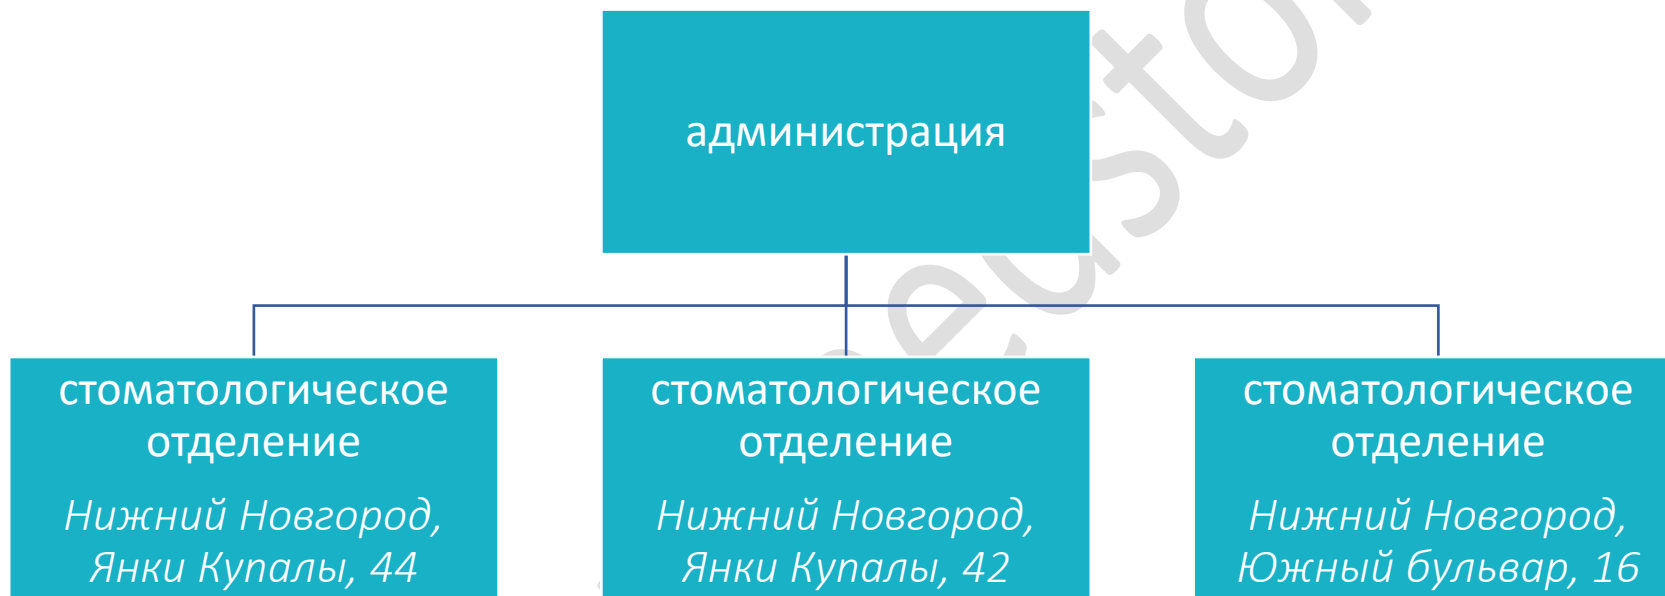 администрация
стоматологическое
отделение
Нижний Новгород,
Янки Купалы, 44
стоматологическое
отделение
Нижний Новгород,
Янки Купалы, 42
стоматологическое
отделение
Нижний Новгород,
Южный бульвар, 16